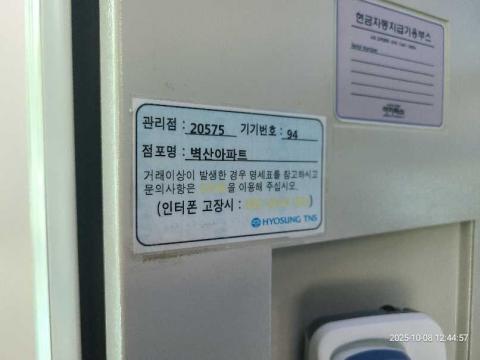 현금자동지급기용부스
Serial number
관리점 : 20575 기기번호 : 94
점포명 : 벽산아파트
거래이상이 발생한 경우 명세표를 참고하시고
문의사항은 을 이용해 주십시오.
(인터폰 고장시 :
HYOSUNG TNS
2025-10-08 12:44:57